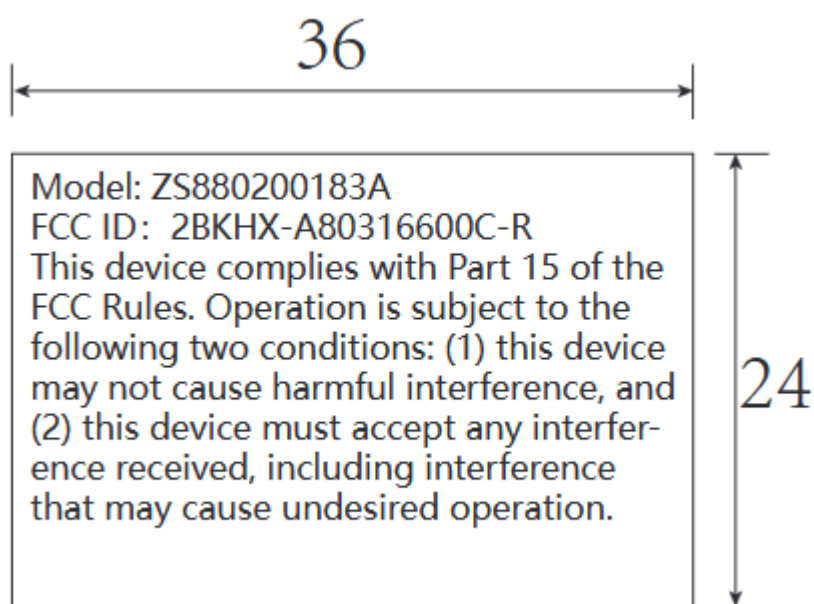 36
Model: ZS880200183A
FCC ID：2BKHX-A80316600C-R
This device complies with Part 15 of the
FCC Rules. Operation is subject to the
following two conditions: (1) this device
may not cause harmful interference, and
(2) this device must accept any interfer-
ence received, including interference
that may cause undesired operation.
24